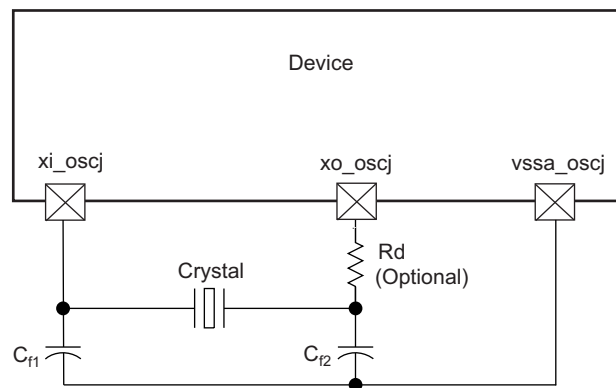 Device
xi_oscj
xo_oscj
vssa_oscj
Rd
(Optional)
Crystal
Cf1
Cf2